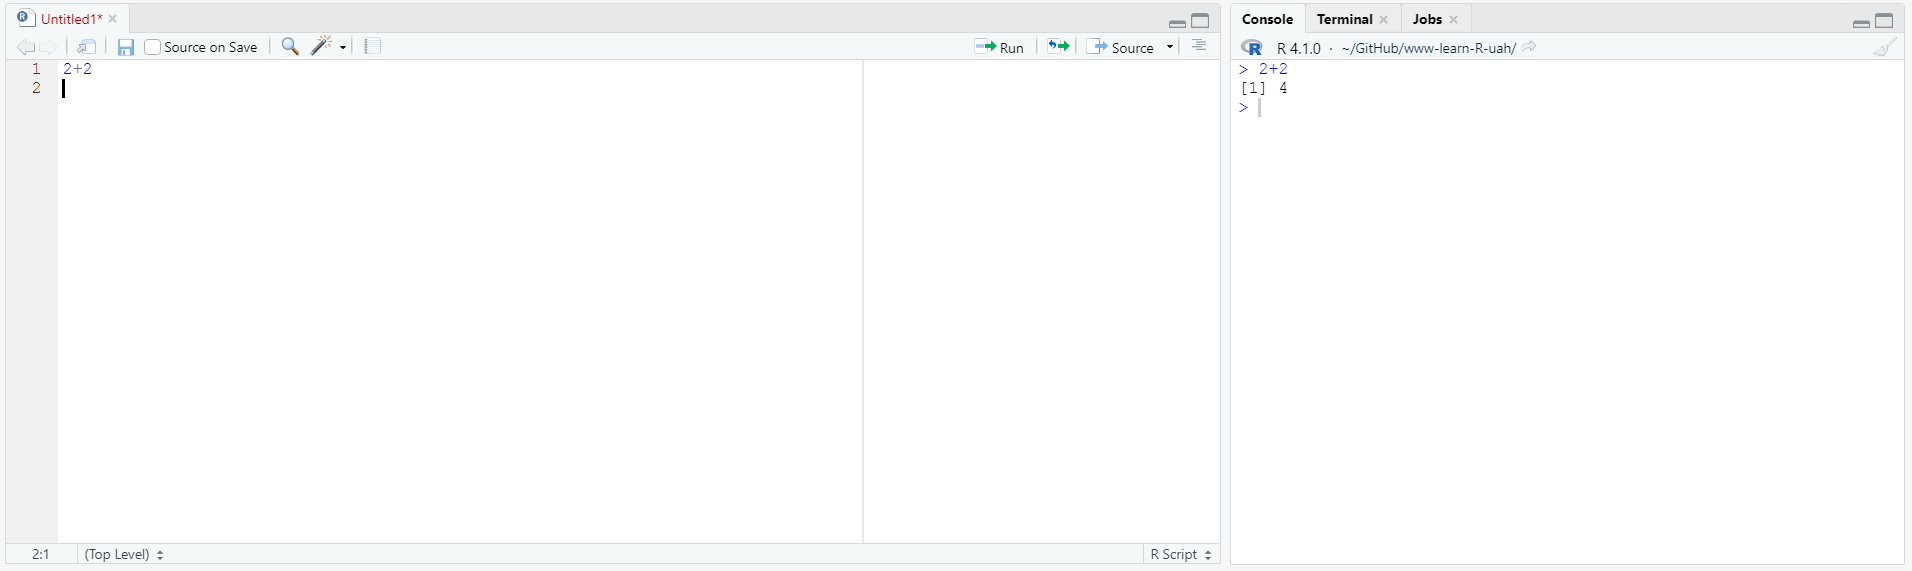 Untitled1*
Source on Save
Run
Source
1 2+2
2
2:1 (Top Level) R Script
Console Terminal Jobs
R 4.1.0 · ~/GitHub/www-learn-R-uah/
> 2+2
[1] 4
>